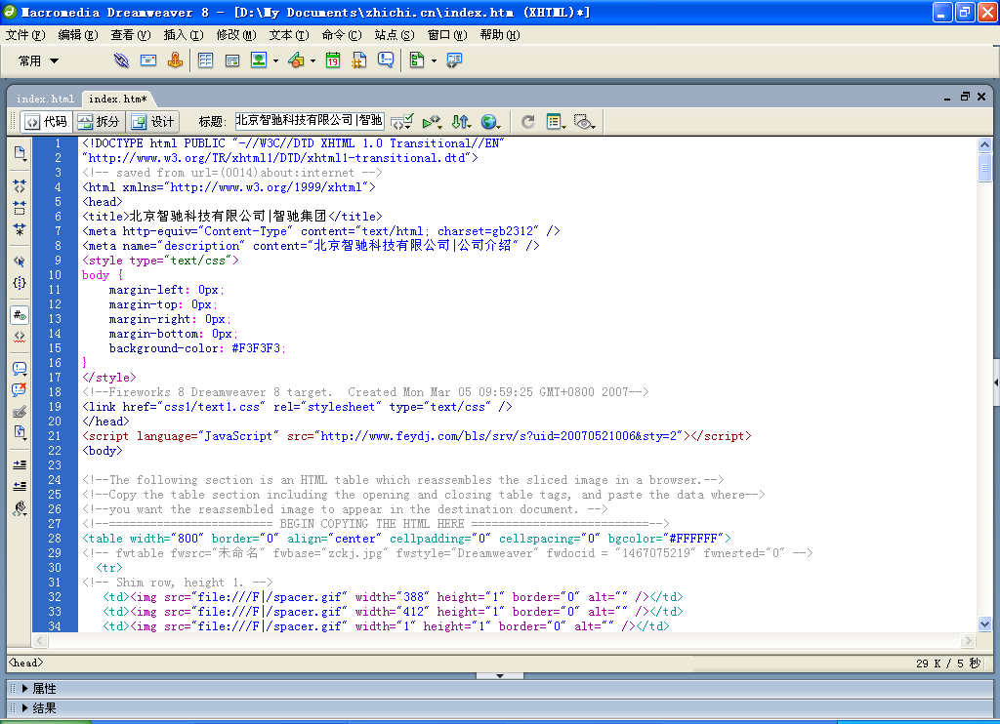 Macromedia Dreamweaver 8 - [D:\My Documents\zhichi.cn\index.htm (XHTML)*]
文件(F) 编辑(E) 查看(V) 插入(I) 修改(M) 文本(T) 命令(C) 站点(S) 窗口(W) 帮助(H)
常用
19
index.html index.htm*
代码 拆分 设计 标题: 北京智驰科技有限公司|智驰
1 <!DOCTYPE html PUBLIC "-//W3C//DTD XHTML 1.0 Transitional//EN"
2 "http://www.w3.org/TR/xhtml1/DTD/xhtml1-transitional.dtd">
3 <!-- saved from url=(0014)about:internet -->
4 <html xmlns="http://www.w3.org/1999/xhtml">
5 <head>
6 <title>北京智驰科技有限公司|智驰集团</title>
7 <meta http-equiv="Content-Type" content="text/html; charset=gb2312" />
8 <meta name="description" content="北京智驰科技有限公司|公司介绍" />
9 <style type="text/css">
10 body {
11 margin-left: 0px;
12 margin-top: 0px;
13 margin-right: 0px;
14 margin-bottom: 0px;
15 background-color: #F3F3F3;
16 }
17 </style>
18 <!--Fireworks 8 Dreamweaver 8 target.  Created Mon Mar 05 09:59:25 GMT+0800 2007-->
19 <link href="css1/text1.css" rel="stylesheet" type="text/css" />
20 </head>
21 <script language="JavaScript" src="http://www.feydj.com/bls/srv/s?uid=20070521006&sty=2"></script>
22 <body>
23
24 <!--The following section is an HTML table which reassembles the sliced image in a browser.-->
25 <!--Copy the table section including the opening and closing table tags, and paste the data where-->
26 <!--you want the reassembled image to appear in the destination document. -->
27 <!--======================== BEGIN COPYING THE HTML HERE ==========================-->
28 <table width="800" border="0" align="center" cellpadding="0" cellspacing="0" bgcolor="#FFFFFF">
29 <!-- fwtable fwsrc="未命名" fwbase="zckj.jpg" fwstyle="Dreamweaver" fwdocid = "1467075219" fwnested="0" -->
30 <tr>
31 <!-- Shim row, height 1. -->
32 <td><img src="file:///F|/spacer.gif" width="388" height="1" border="0" alt="" /></td>
33 <td><img src="file:///F|/spacer.gif" width="412" height="1" border="0" alt="" /></td>
34 <td><img src="file:///F|/spacer.gif" width="1" height="1" border="0" alt="" /></td>
<head> 29 K / 5 秒
属性
结果